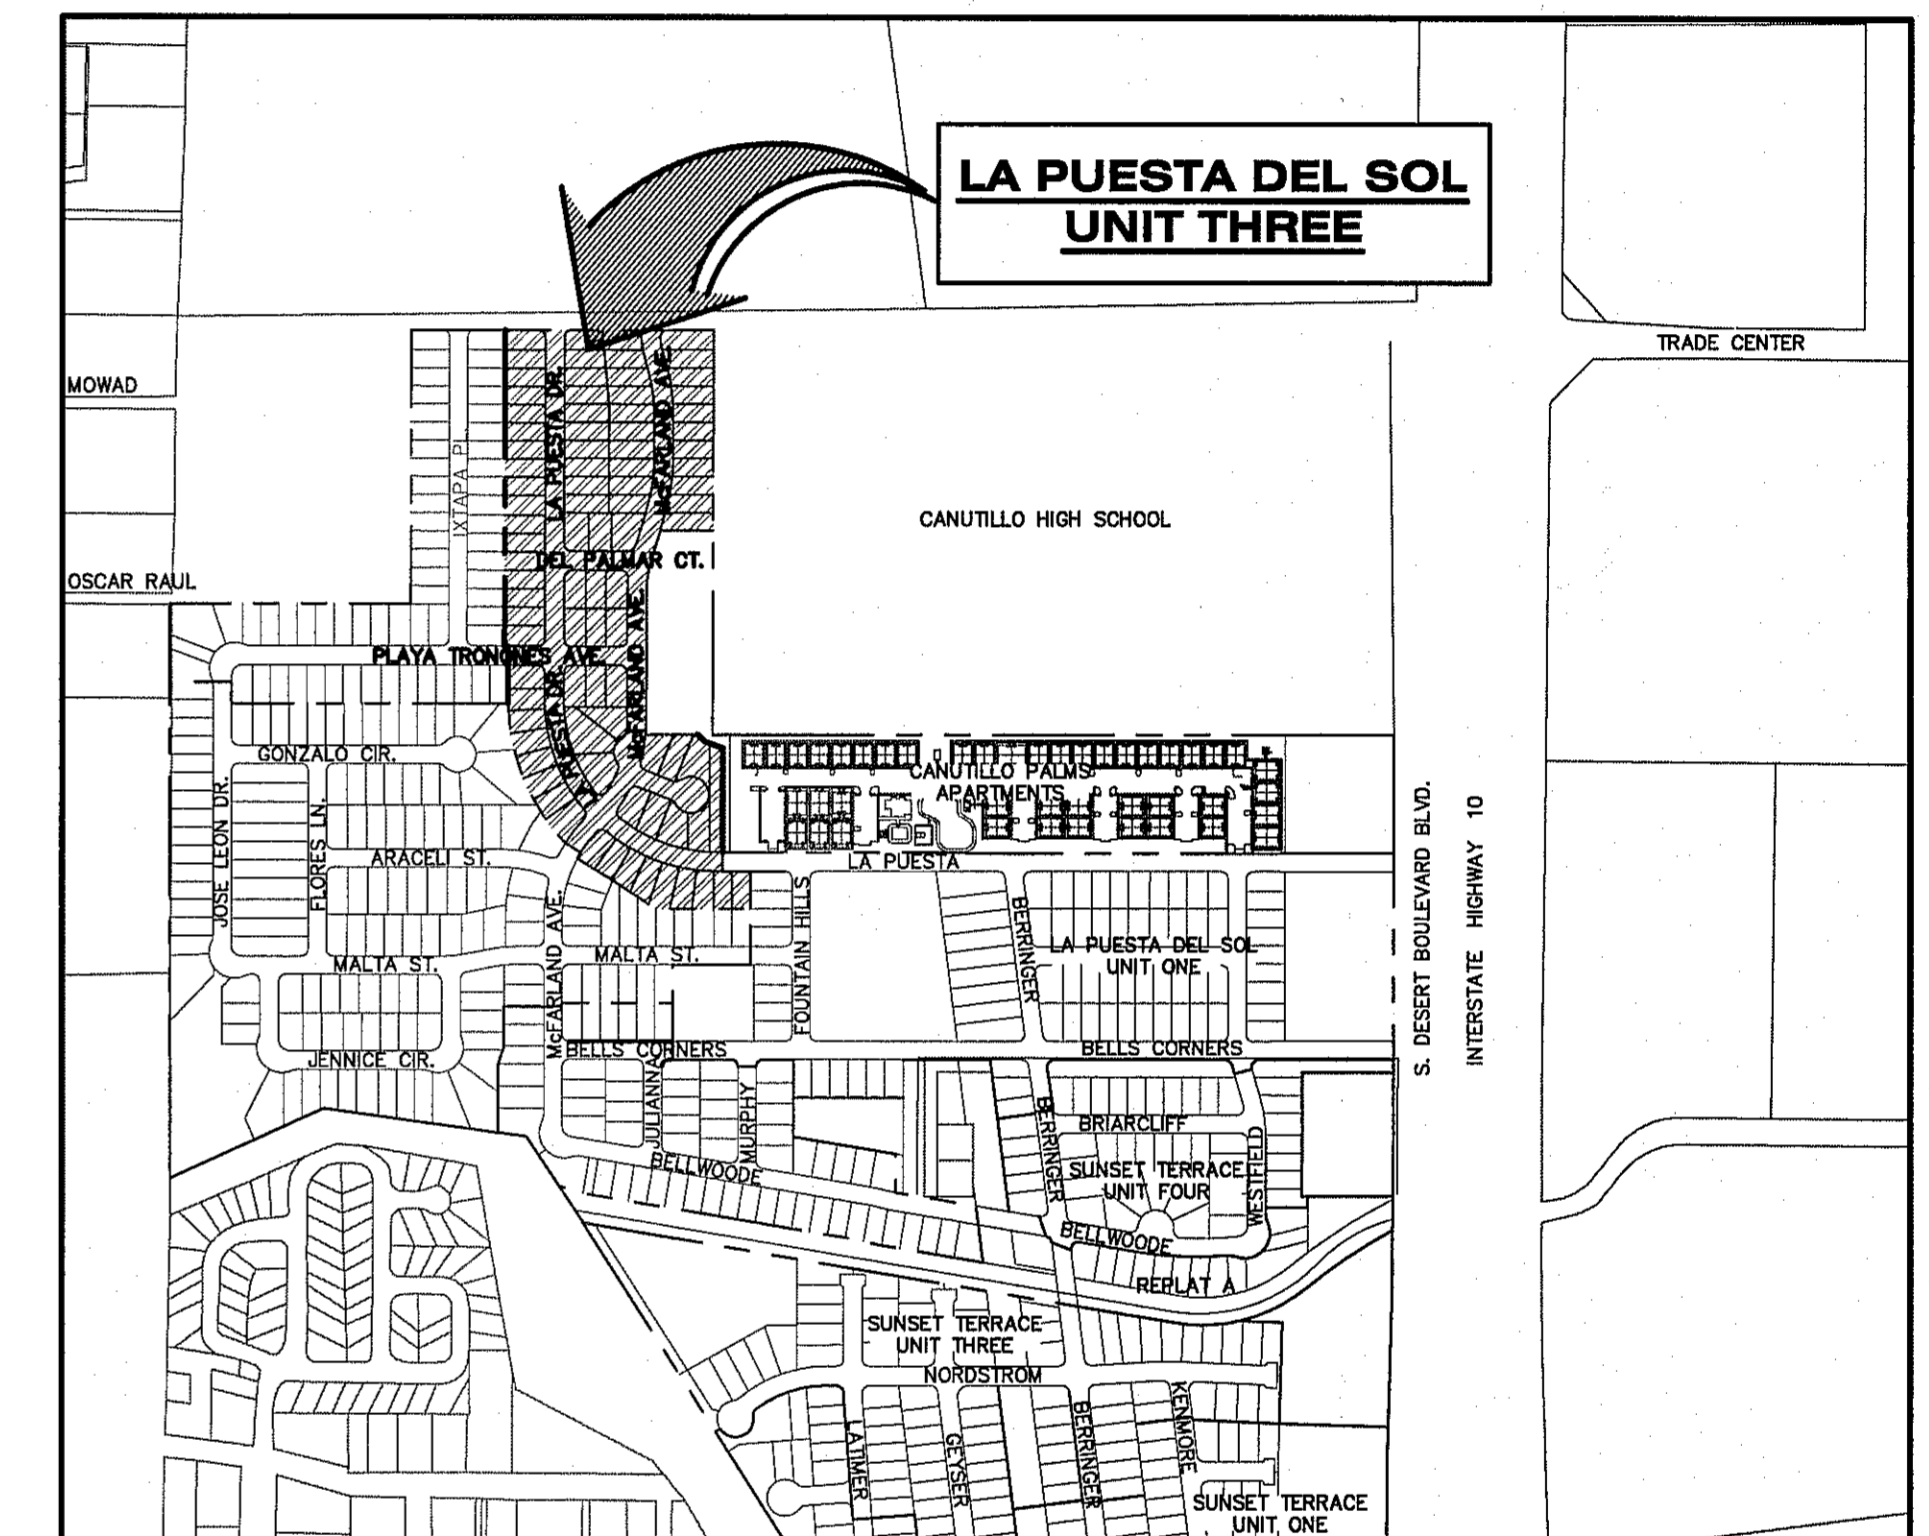 LA PUESTA DEL SOL
UNIT THREE
TRADE CENTER
MOWAD
LA PUESTA DR.
McFARLAND AVE.
IXTAPA PL
CANUTILLO HIGH SCHOOL
DEL PALMAR CT.
OSCAR RAUL
McFARLAND AVE.
PLAYA TRONONES AVE.
LA PUESTA DR.
GONZALO CIR.
CANUTILLO PALMS
APARTMENTS
JOSE LEON DR.
FLORES LN.
ARACELI ST.
LA PUESTA
S. DESERT BOULEVARD BLVD.
INTERSTATE HIGHWAY 10
McFARLAND AVE.
FOUNTAIN HILLS
BERRINGER
LA PUESTA DEL SOL
UNIT ONE
MALTA ST.
MALTA ST.
JENNICE CIR.
BELLS CORNERS
BELLS CORNERS
JULIANNA
MURPHY
BERRINGER
BRIARCLIFF
BELLWOODE
SUNSET TERRACE
UNIT FOUR
WESTFIELD
BELLWOODE
REPLAT A
SUNSET TERRACE
UNIT THREE
NORDSTROM
LATIMER
GEYSER
BERRINGER
KENMORE
SUNSET TERRACE
UNIT ONE